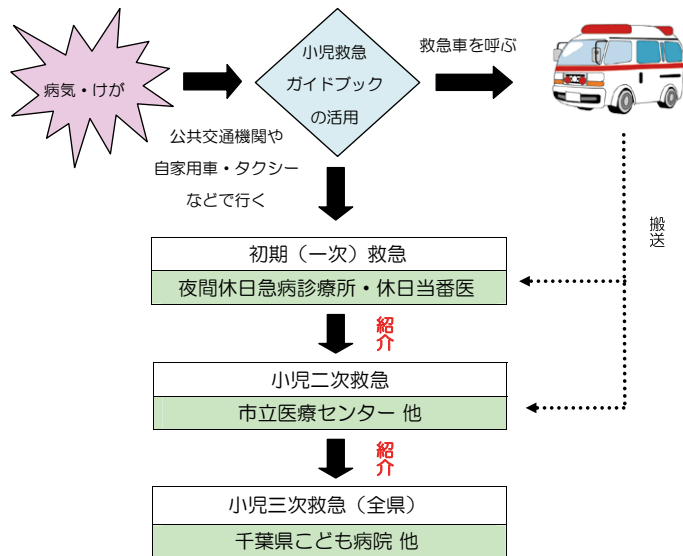 病気・けが
小児救急
ガイドブック
の活用
救急車を呼ぶ
公共交通機関や
自家用車・タクシー
などで行く
搬送
初期（一次）救急
夜間休日急病診療所・休日当番医
紹介
小児二次救急
市立医療センター 他
紹介
小児三次救急（全県）
千葉県こども病院 他